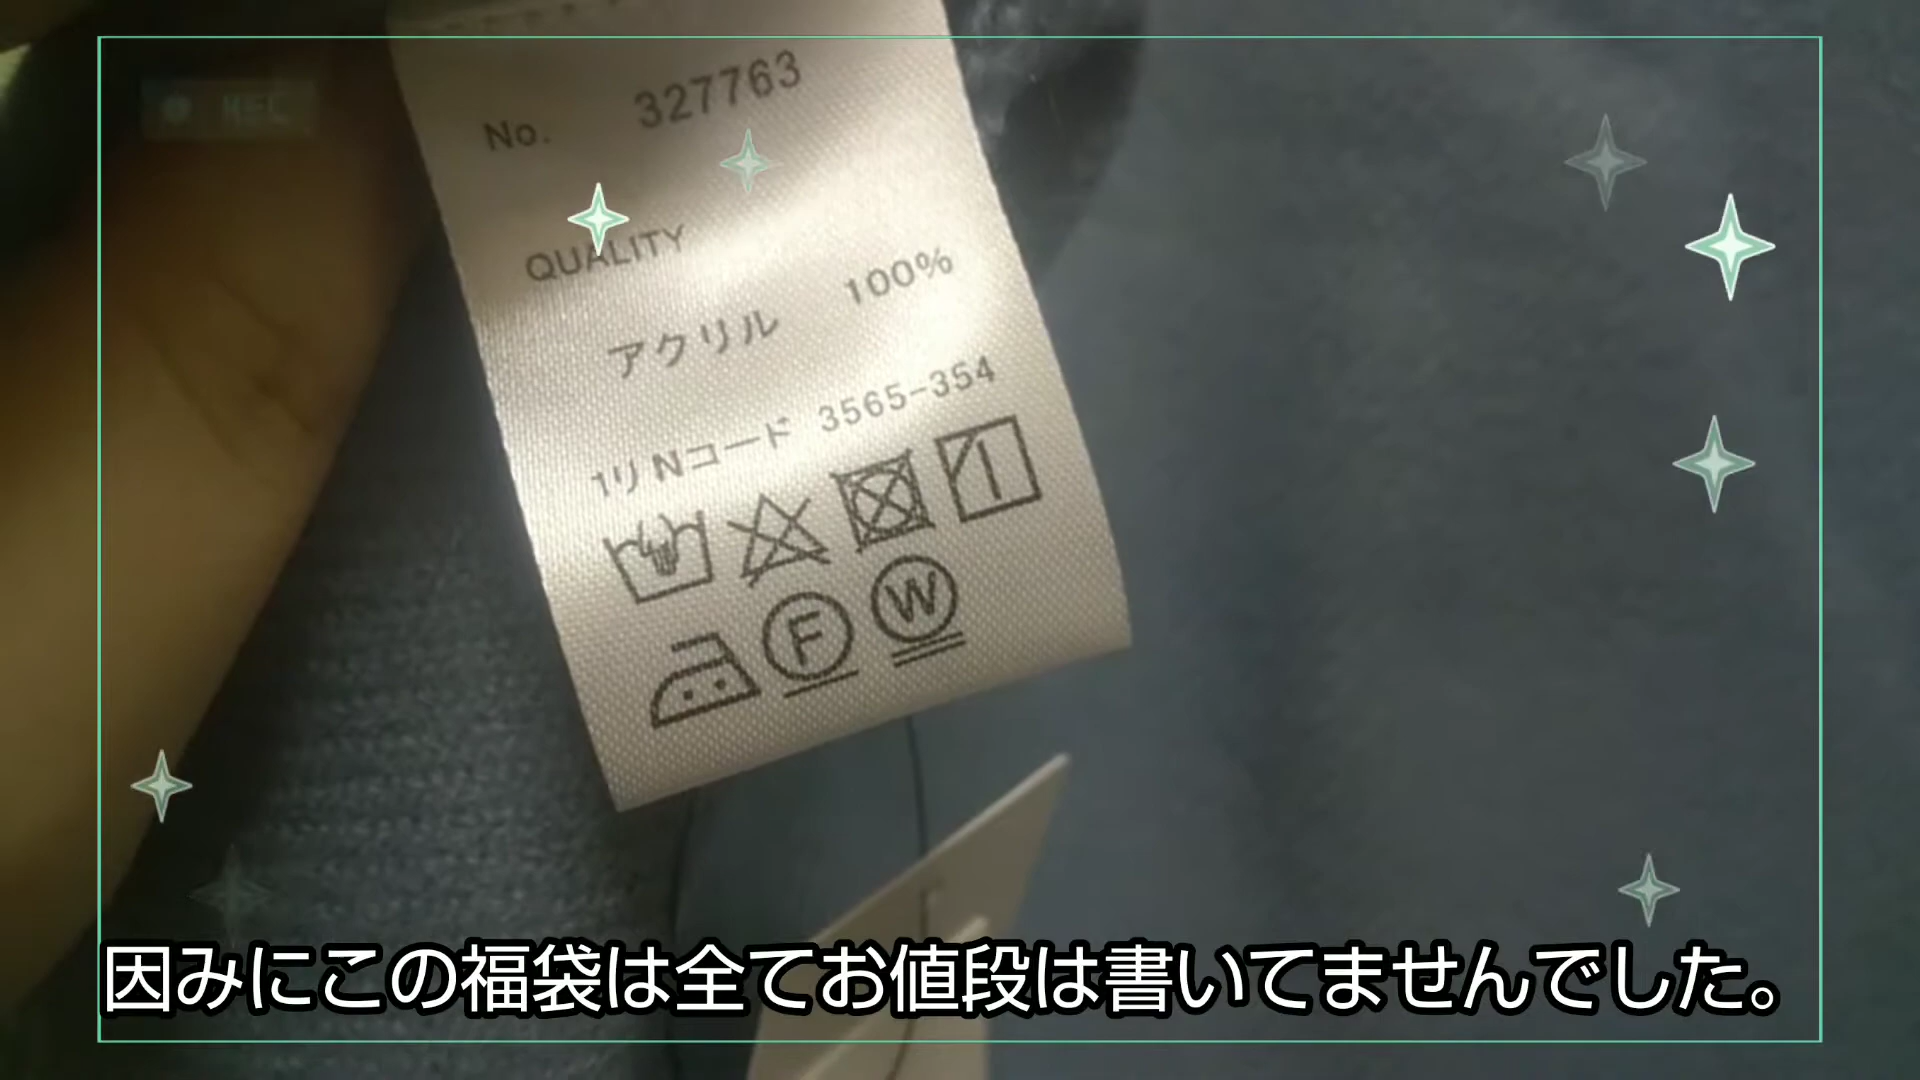 REC
No. 327763
QUALITY
アクリル 100%
1リNコード 3565-354
F W
因みにこの福袋は全てお値段は書いてませんでした。